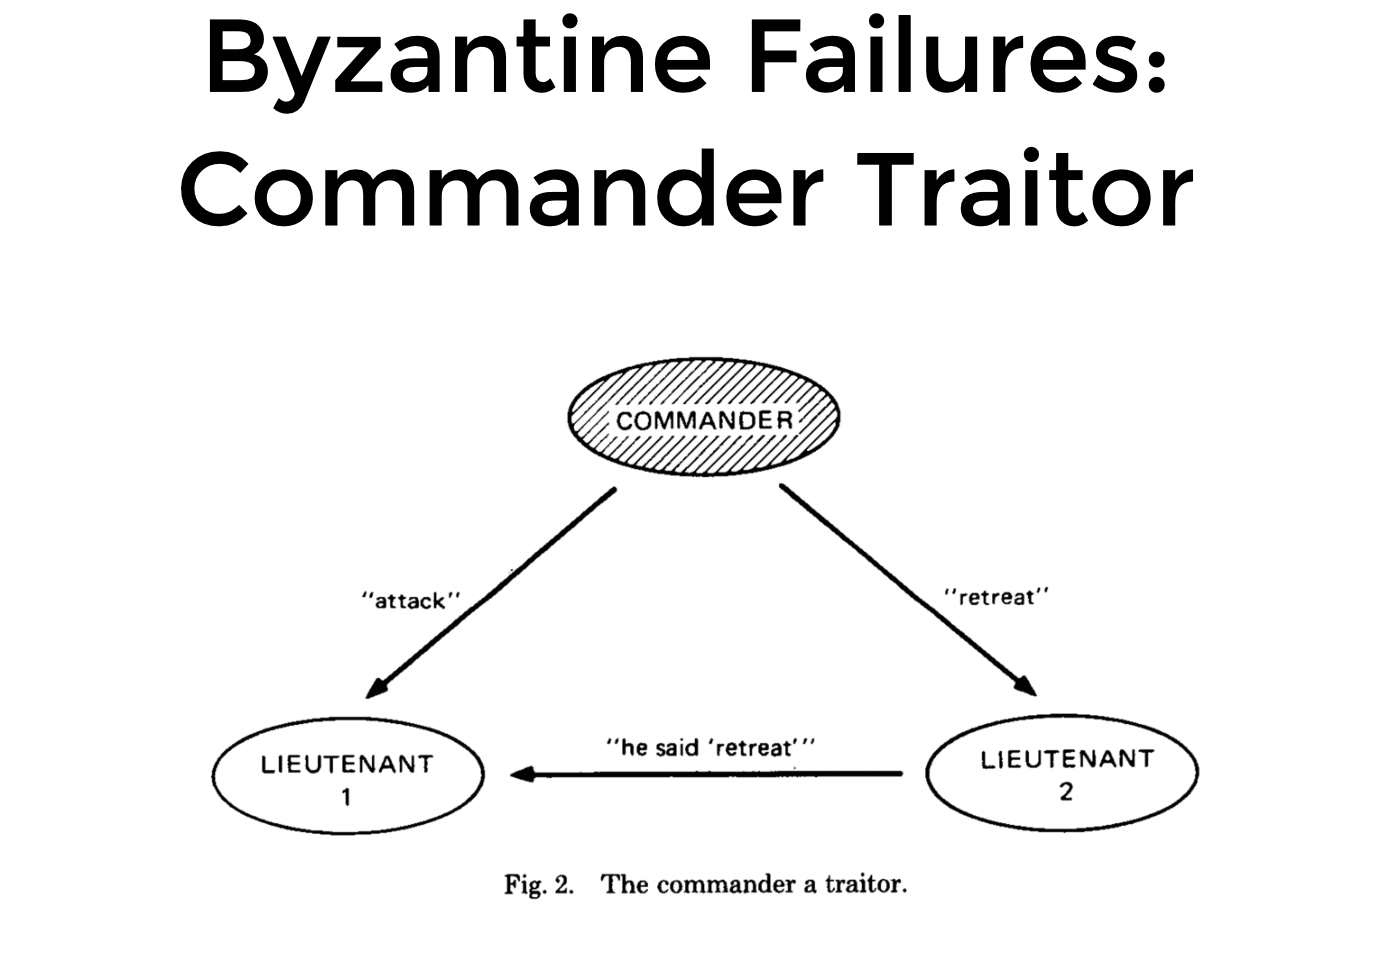 Byzantine Failures:
Commander Traitor
COMMANDER
"attack"
"retreat"
"he said 'retreat'"
LIEUTENANT
1
LIEUTENANT
2
Fig. 2. The commander a traitor.